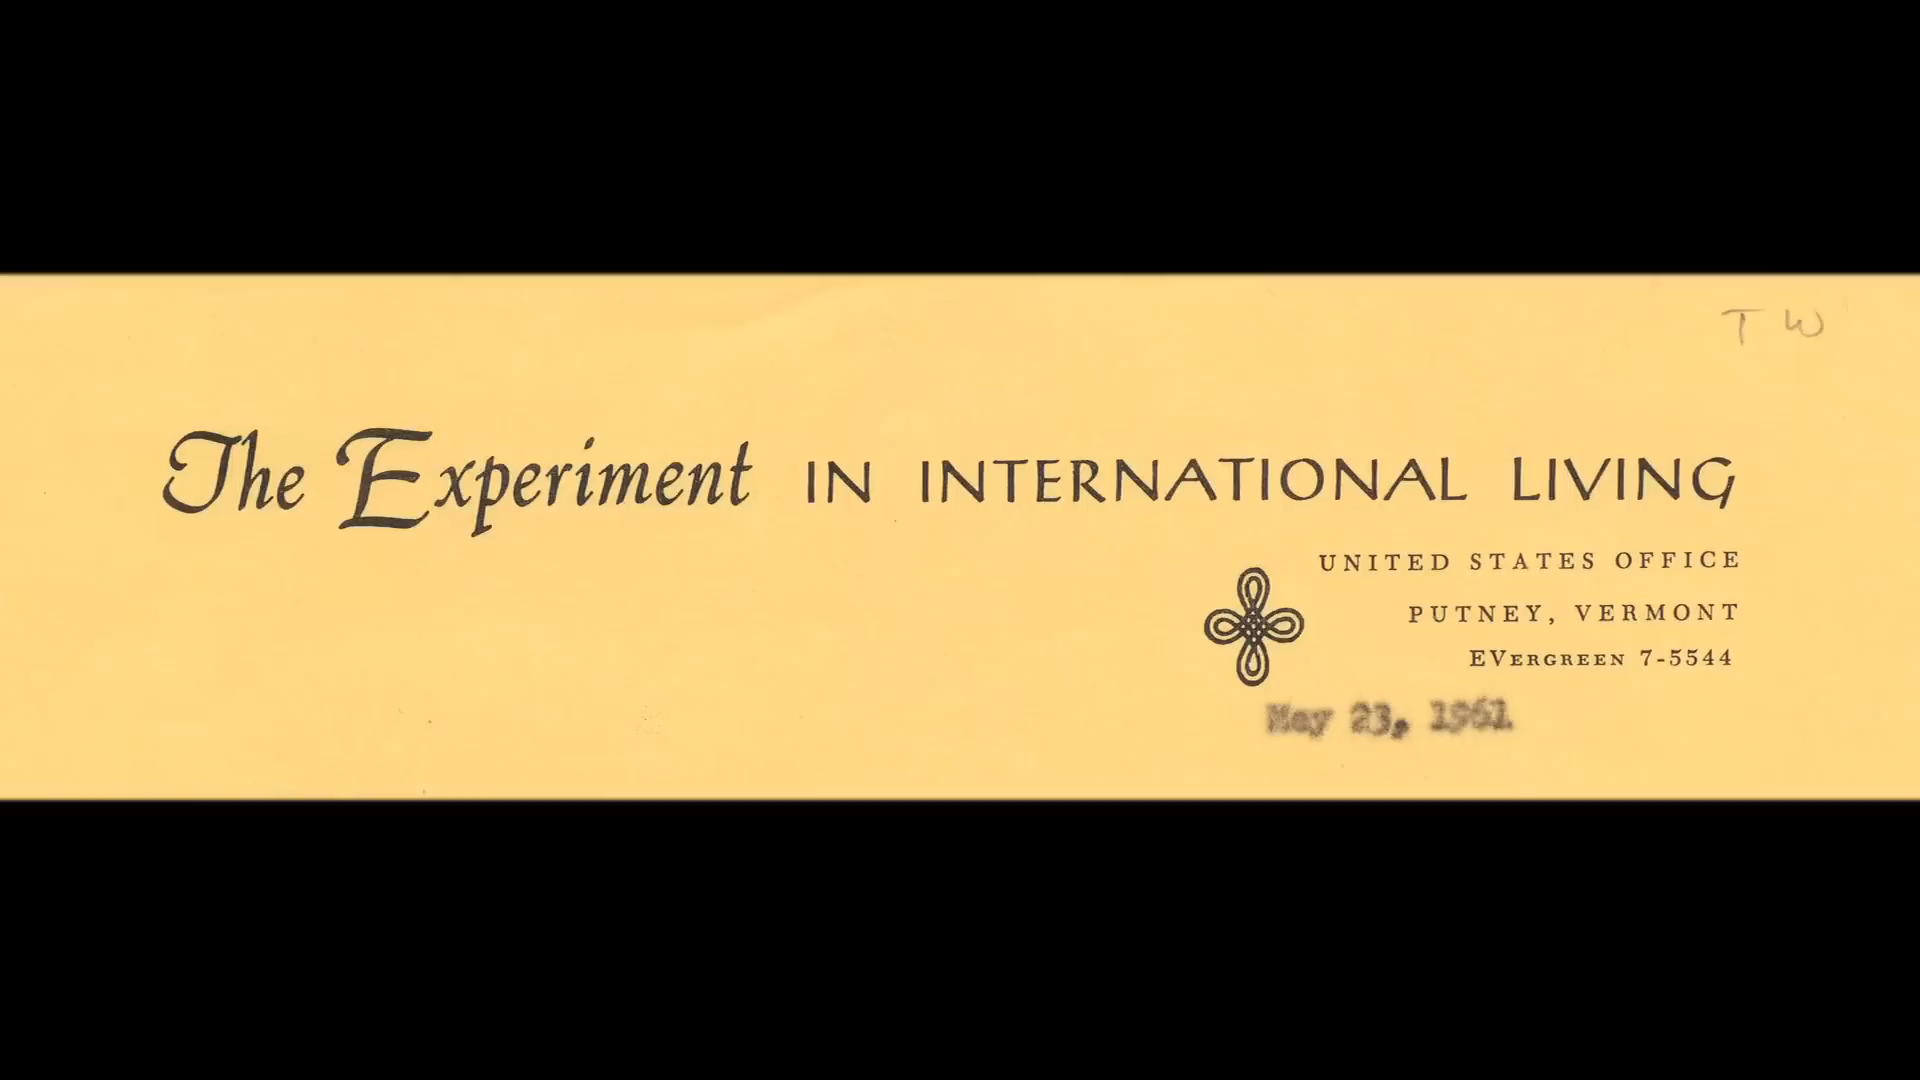 T W
The Experiment IN INTERNATIONAL LIVING
UNITED STATES OFFICE
PUTNEY, VERMONT
EVERGREEN 7-5544
May 23, 1961